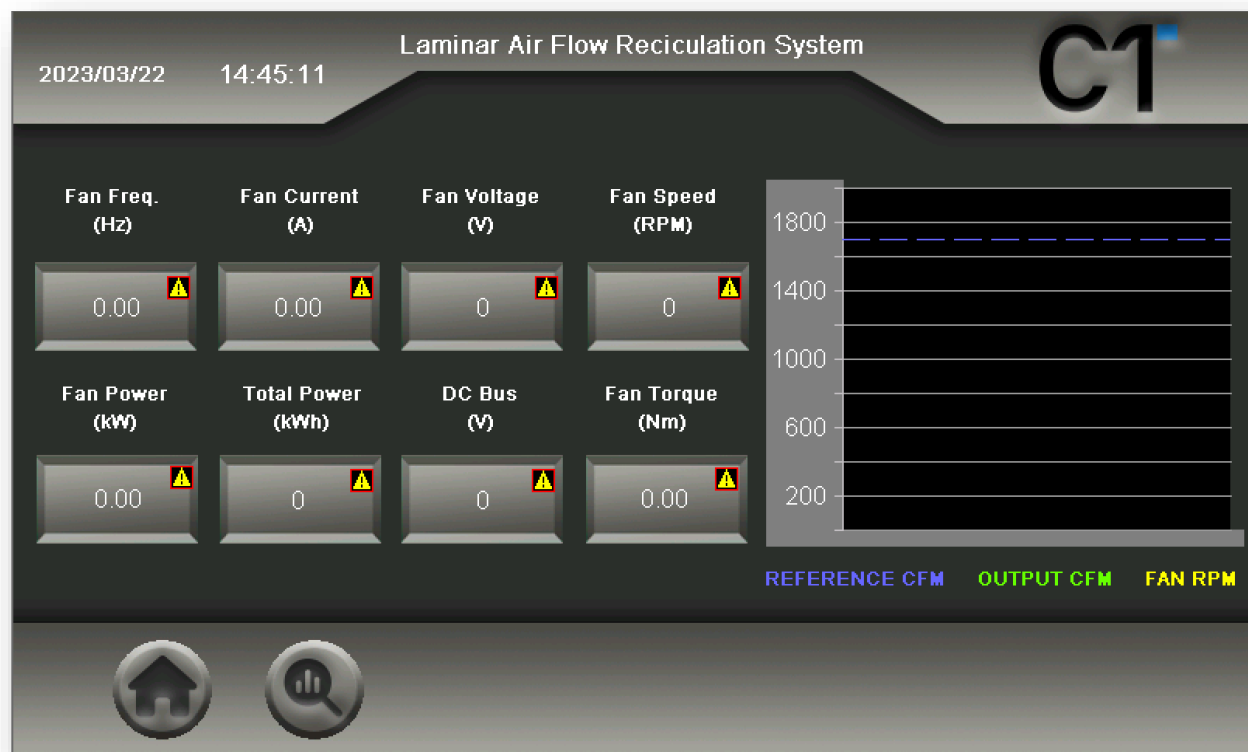 Laminar Air Flow Reciculation System
2023/03/22 14:45:11
C1
Fan Freq.
(Hz)
Fan Current
(A)
Fan Voltage
(V)
Fan Speed
(RPM)
0.00
0.00
0
0
Fan Power
(kW)
Total Power
(kWh)
DC Bus
(V)
Fan Torque
(Nm)
0.00
0
0
0.00
1800
1400
1000
600
200
REFERENCE CFM OUTPUT CFM FAN RPM